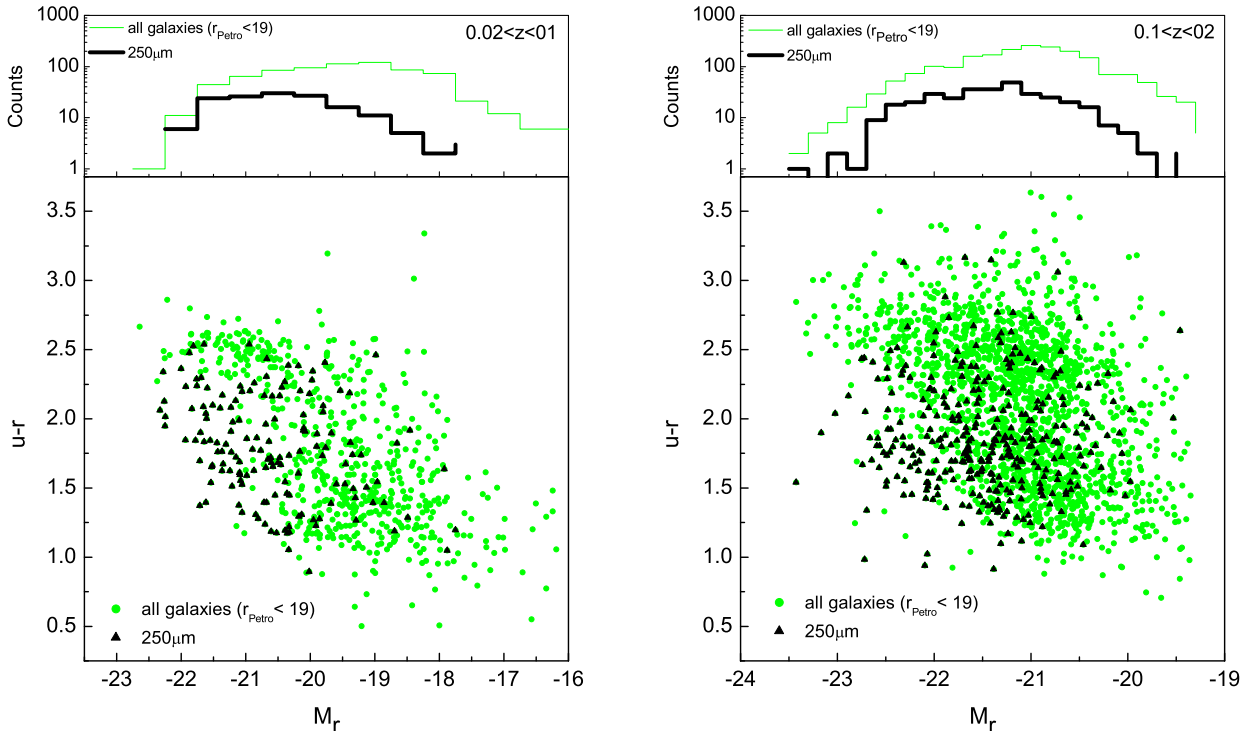 1000
100
10
1
Counts
all galaxies (rPetro<19)
250μm
0.02<z<01
3.5
3.0
2.5
2.0
1.5
1.0
0.5
u-r
all galaxies (rPetro< 19)
250μm
-23 -22 -21 -20 -19 -18 -17 -16
Mr
1000
100
10
1
Counts
all galaxies (rPetro<19)
250μm
0.1<z<02
3.5
3.0
2.5
2.0
1.5
1.0
0.5
u-r
all galaxies (rPetro< 19)
250μm
-24 -23 -22 -21 -20 -19
Mr